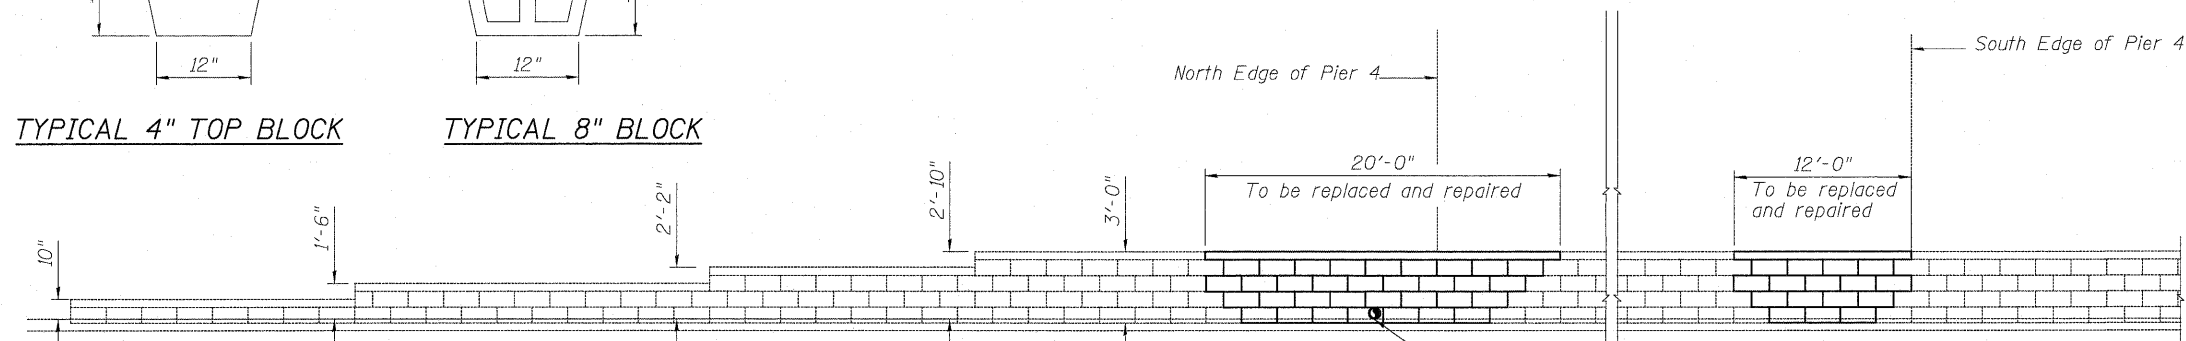 12"
12"
TYPICAL 4" TOP BLOCK
TYPICAL 8" BLOCK
North Edge of Pier 4
South Edge of Pier 4
20'-0"
To be replaced and repaired
12'-0"
To be replaced
and repaired
10"
1'-6"
2'-2"
2'-10"
3'-0"